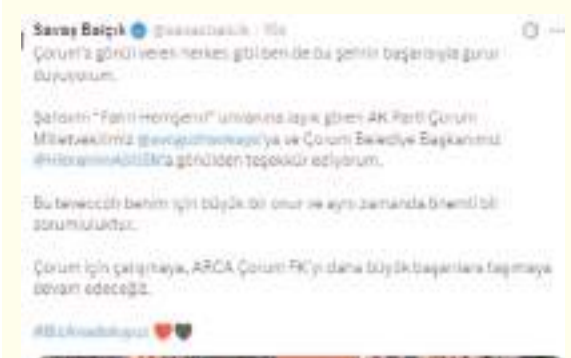 Savaş Balçık
Çorum'a gönül veren herkes gibi ben de bu şehrin başarısıyla gurur
duyuyorum.
Şahsımı "Fahri Hemşehri" unvanına layık gören AK Parti Çorum
Milletvekilimiz ya ve Çorum Belediye Başkanımız
a gönülden teşekkür ediyorum.
Bu teveccüh benim için büyük bir onur ve aynı zamanda önemli bir
sorumluluktur.
Çorum için çalışmaya, ARCA Çorum FK'yı daha büyük başarılara taşımaya
devam edeceğiz.